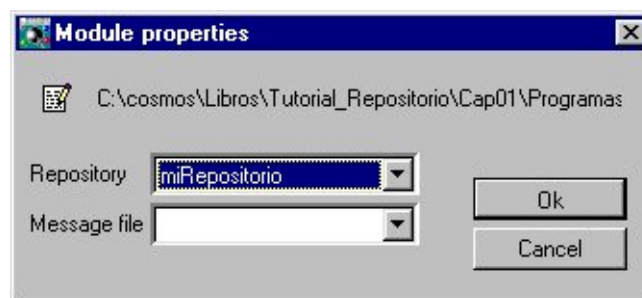 Module properties
C:\cosmos\Libros\Tutorial_Repositorio\Cap01\Programas
Repository miRepositorio
Ok
Message file
Cancel